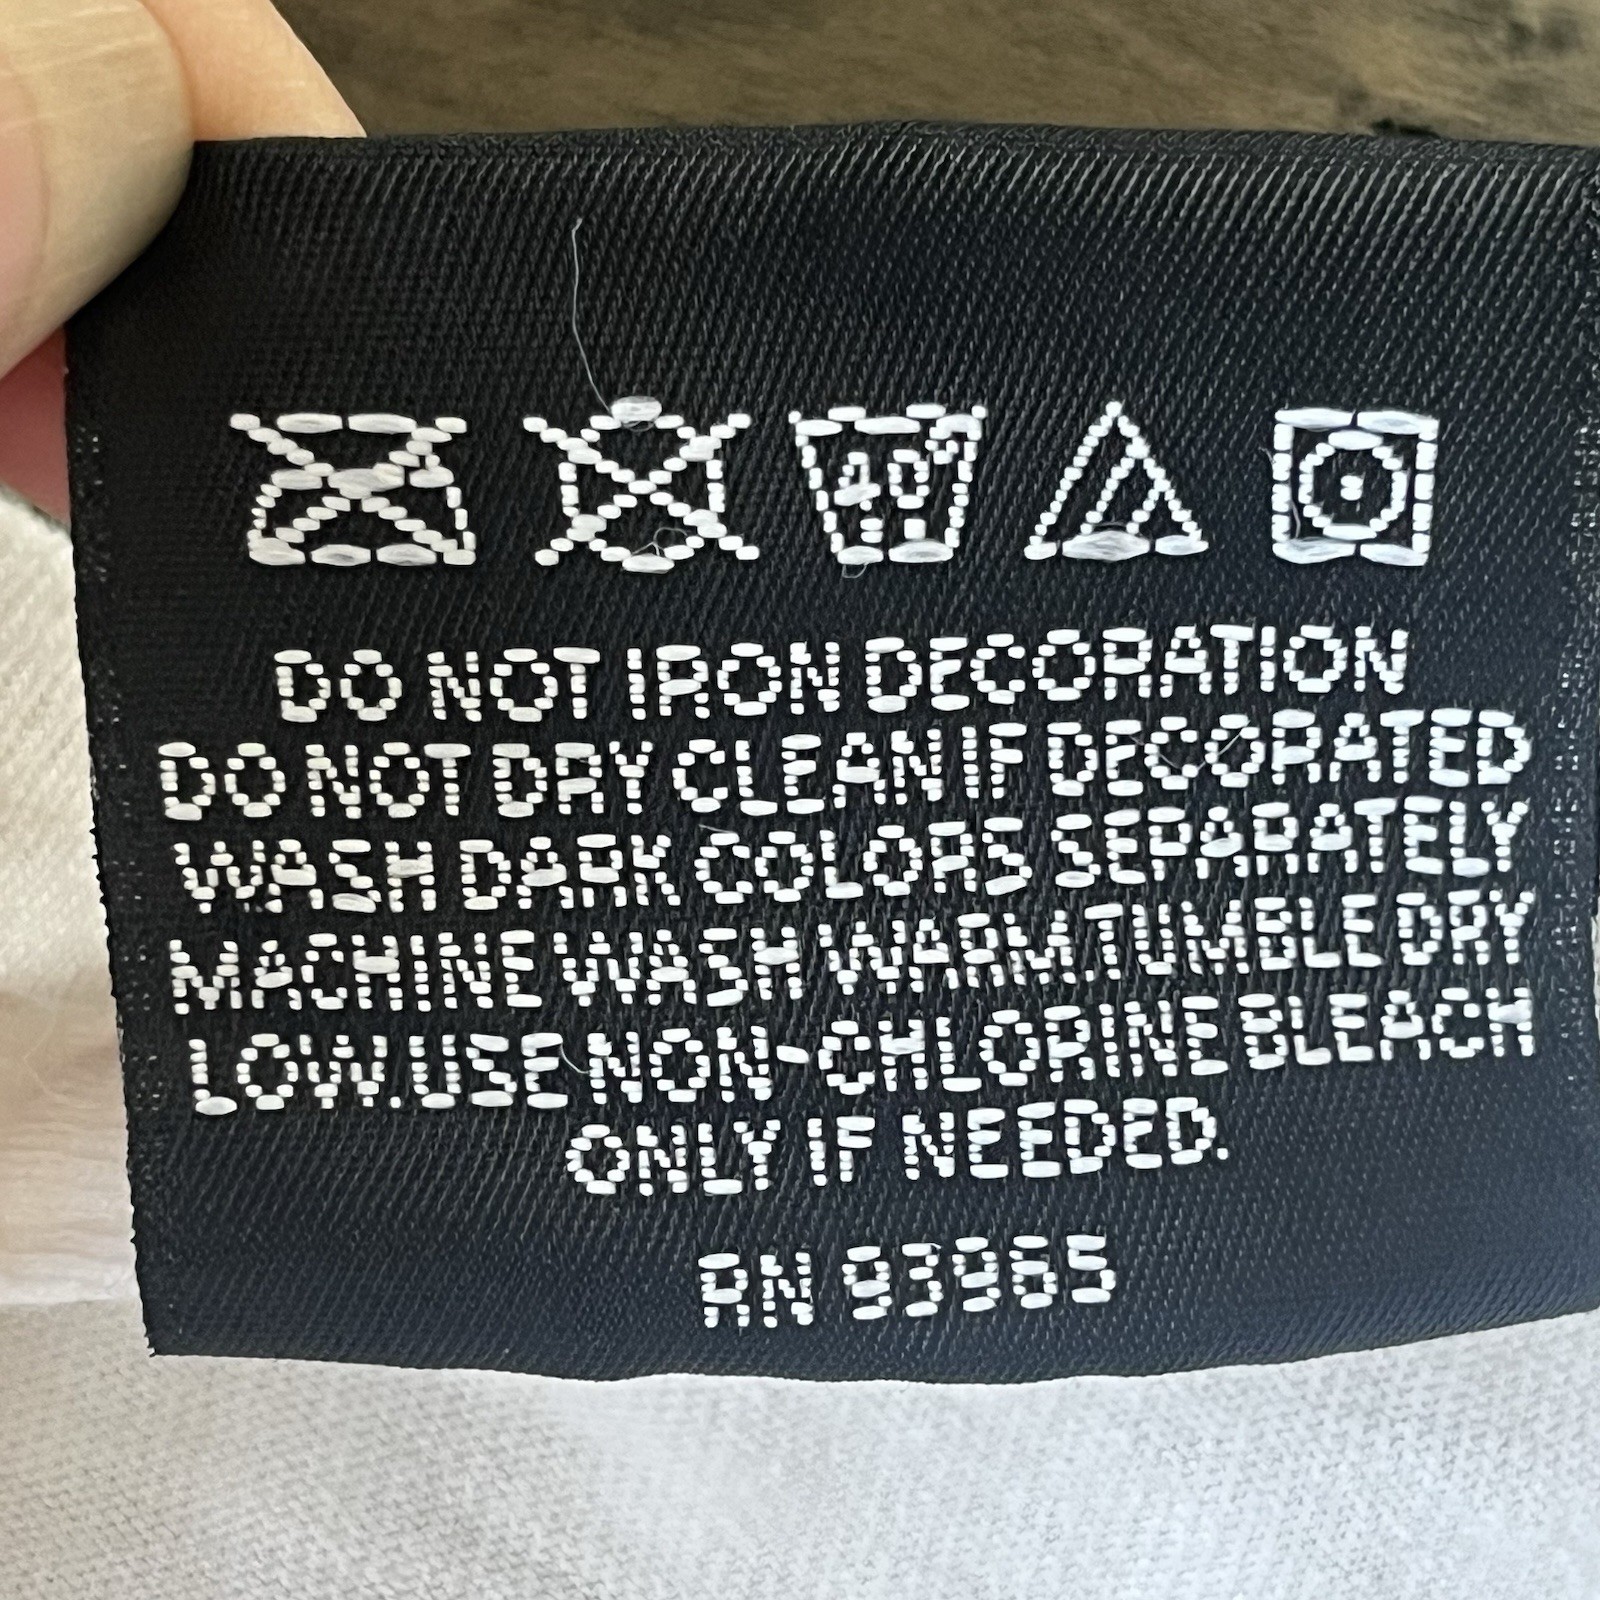 40°
DO NOT IRON DECORATION
DO NOT DRY CLEAN IF DECORATED
WASH DARK COLORS SEPARATELY
MACHINE WASH WARM.TUMBLE DRY
LOW.USE NON-CHLORINE BLEACH
ONLY IF NEEDED.
RN 93965